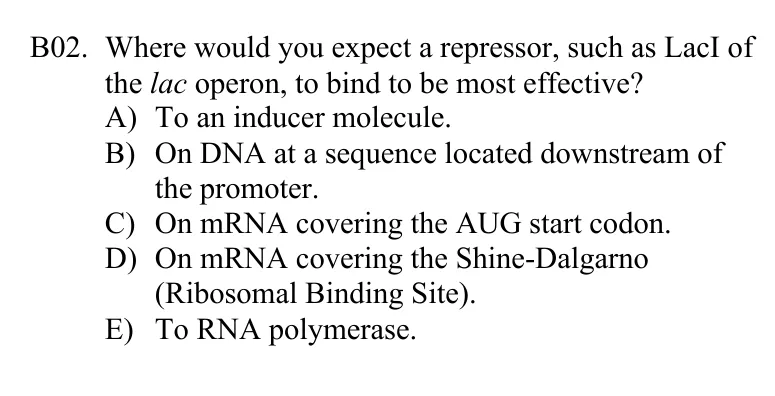 B02. Where would you expect a repressor, such as LacI of
the lac operon, to bind to be most effective?
A) To an inducer molecule.
B) On DNA at a sequence located downstream of
the promoter.
C) On mRNA covering the AUG start codon.
D) On mRNA covering the Shine-Dalgarno
(Ribosomal Binding Site).
E) To RNA polymerase.